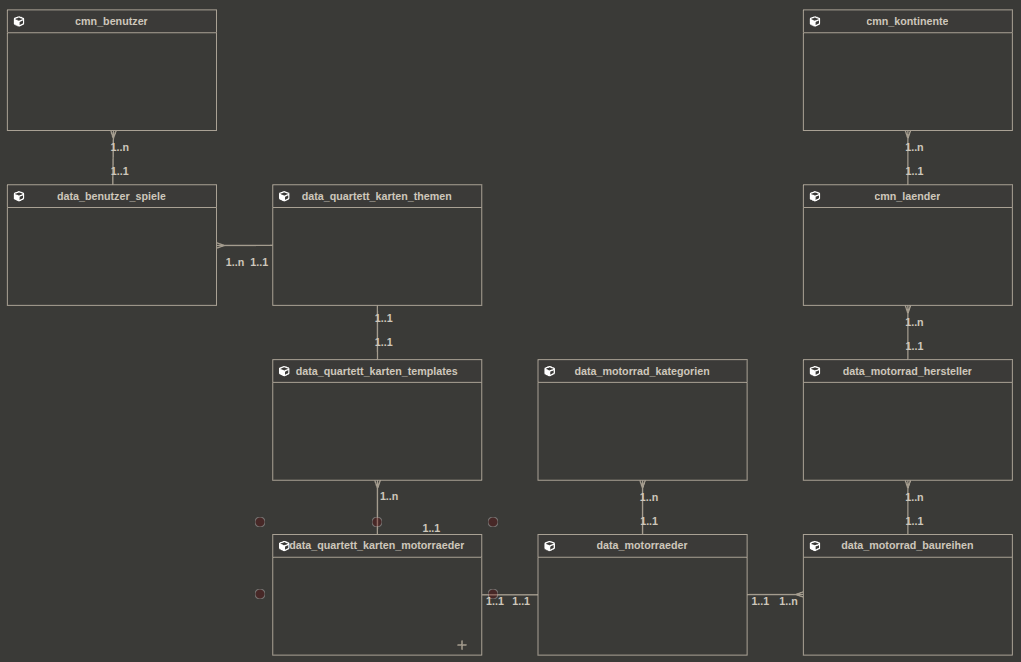 cmn_benutzer
cmn_kontinente
1..n
1..n
1..1
1..1
data_benutzer_spiele
data_quartett_karten_themen
cmn_laender
1..n 1..1
1..1
1..n
1..1
1..1
data_quartett_karten_templates
data_motorrad_kategorien
data_motorrad_hersteller
1..n
1..n
1..n
1..1
1..1
1..1
data_quartett_karten_motorraeder
data_motorraeder
data_motorrad_baureihen
1..1 1..1
1..1 1..n